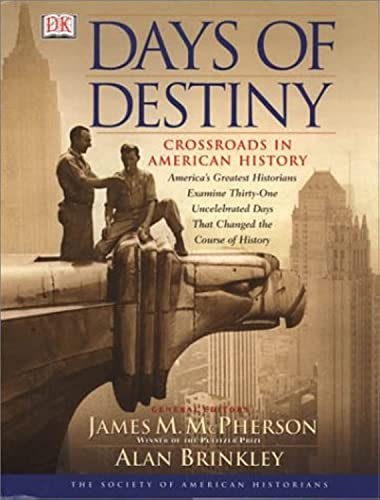 DK
DAYS OF
DESTINY
CROSSROADS IN
AMERICAN HISTORY
America's Greatest Historians
Examine Thirty-One
Uncelebrated Days
That Changed the
Course of History
GENERAL EDITORS
JAMES M. MCPHERSON
WINNER OF THE PULITZER PRIZE
ALAN BRINKLEY
THE SOCIETY OF AMERICAN HISTORIANS